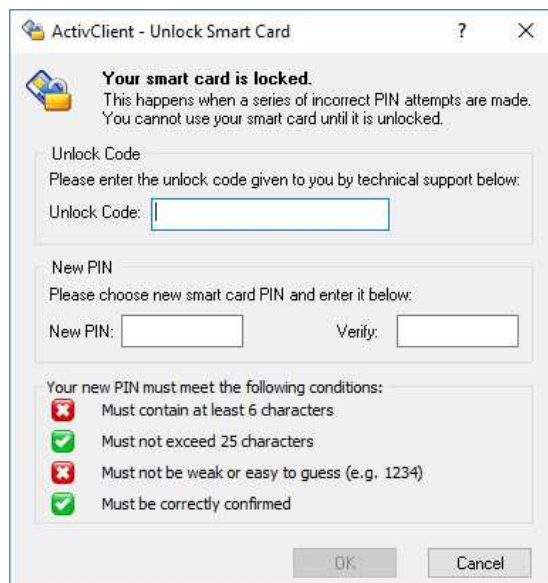 ActivClient - Unlock Smart Card
Your smart card is locked.
This happens when a series of incorrect PIN attempts are made.
You cannot use your smart card until it is unlocked.
Unlock Code
Please enter the unlock code given to you by technical support below:
Unlock Code:
New PIN
Please choose new smart card PIN and enter it below:
New PIN: Verify:
Your new PIN must meet the following conditions:
Must contain at least 6 characters
Must not exceed 25 characters
Must not be weak or easy to guess (e.g. 1234)
Must be correctly confirmed
OK Cancel